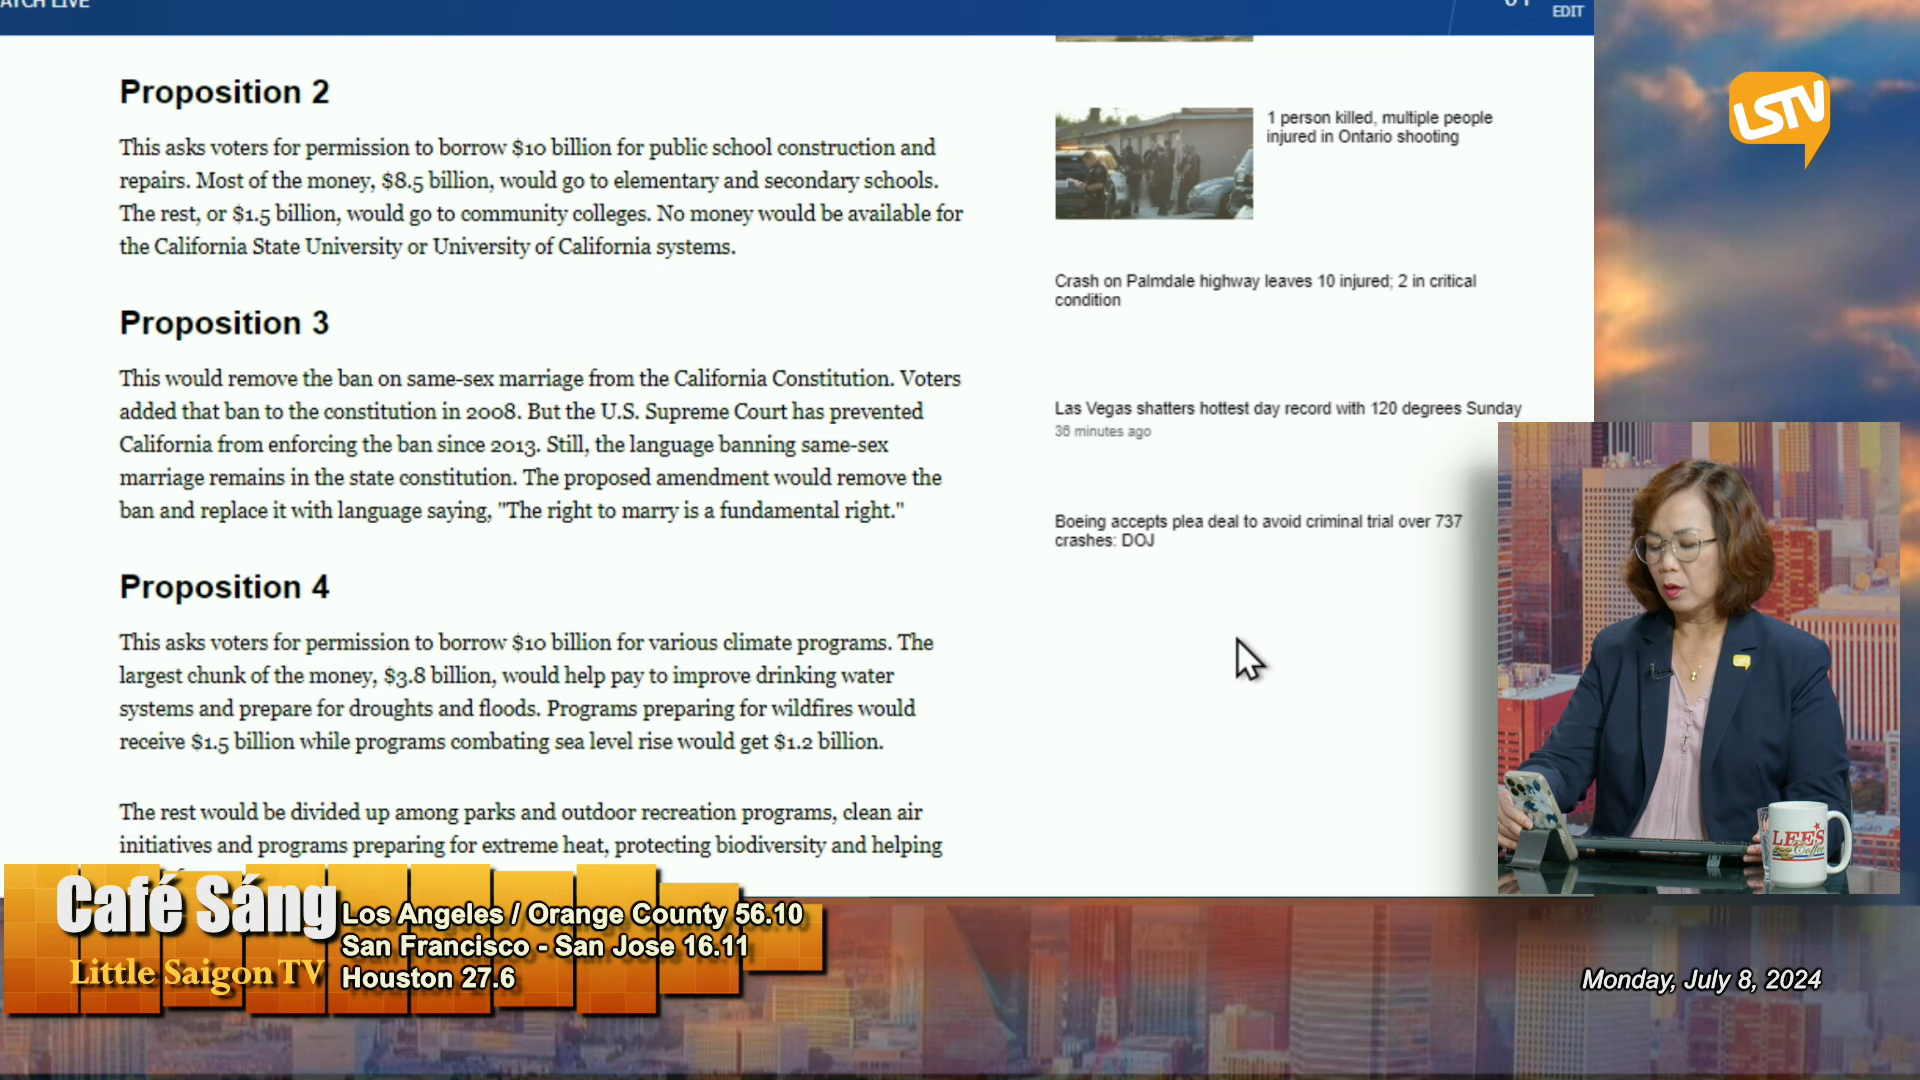 EDIT
Proposition 2
This asks voters for permission to borrow $10 billion for public school construction and
repairs. Most of the money, $8.5 billion, would go to elementary and secondary schools.
The rest, or $1.5 billion, would go to community colleges. No money would be available for
the California State University or University of California systems.
Proposition 3
This would remove the ban on same-sex marriage from the California Constitution. Voters
added that ban to the constitution in 2008. But the U.S. Supreme Court has prevented
California from enforcing the ban since 2013. Still, the language banning same-sex
marriage remains in the state constitution. The proposed amendment would remove the
ban and replace it with language saying, "The right to marry is a fundamental right."
Proposition 4
This asks voters for permission to borrow $10 billion for various climate programs. The
largest chunk of the money, $3.8 billion, would help pay to improve drinking water
systems and prepare for droughts and floods. Programs preparing for wildfires would
receive $1.5 billion while programs combating sea level rise would get $1.2 billion.
The rest would be divided up among parks and outdoor recreation programs, clean air
initiatives and programs preparing for extreme heat, protecting biodiversity and helping
1 person killed, multiple people
injured in Ontario shooting
Crash on Palmdale highway leaves 10 injured; 2 in critical
condition
Las Vegas shatters hottest day record with 120 degrees Sunday
36 minutes ago
Boeing accepts plea deal to avoid criminal trial over 737
crashes: DOJ
LSTV
LEE'S
Coffee
Café Sáng
Little Saigon TV
Los Angeles / Orange County 56.10
San Francisco - San Jose 16.11
Houston 27.6
Monday, July 8, 2024